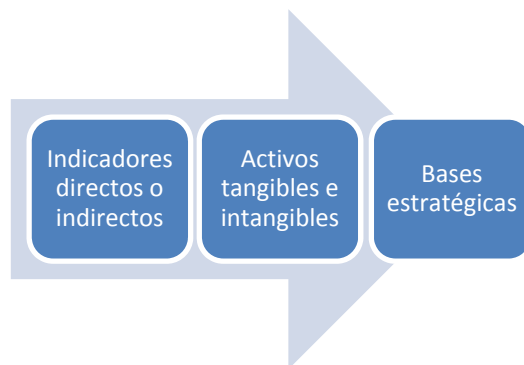 Indicadores
directos o
indirectos
Activos
tangibles e
intangibles
Bases
estratégicas